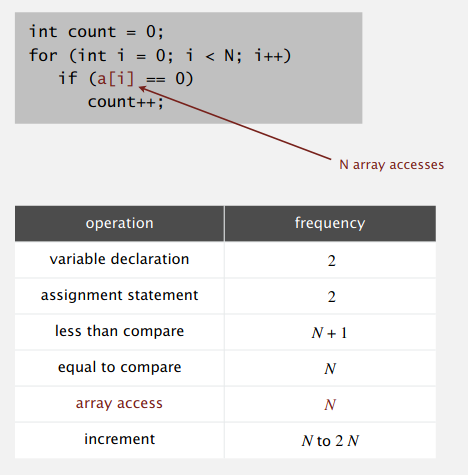 int count = 0;
for (int i = 0; i < N; i++)
if (a[i] == 0)
count++;
N array accesses
operation frequency
variable declaration 2
assignment statement 2
less than compare N + 1
equal to compare N
array access N
increment N to 2 N